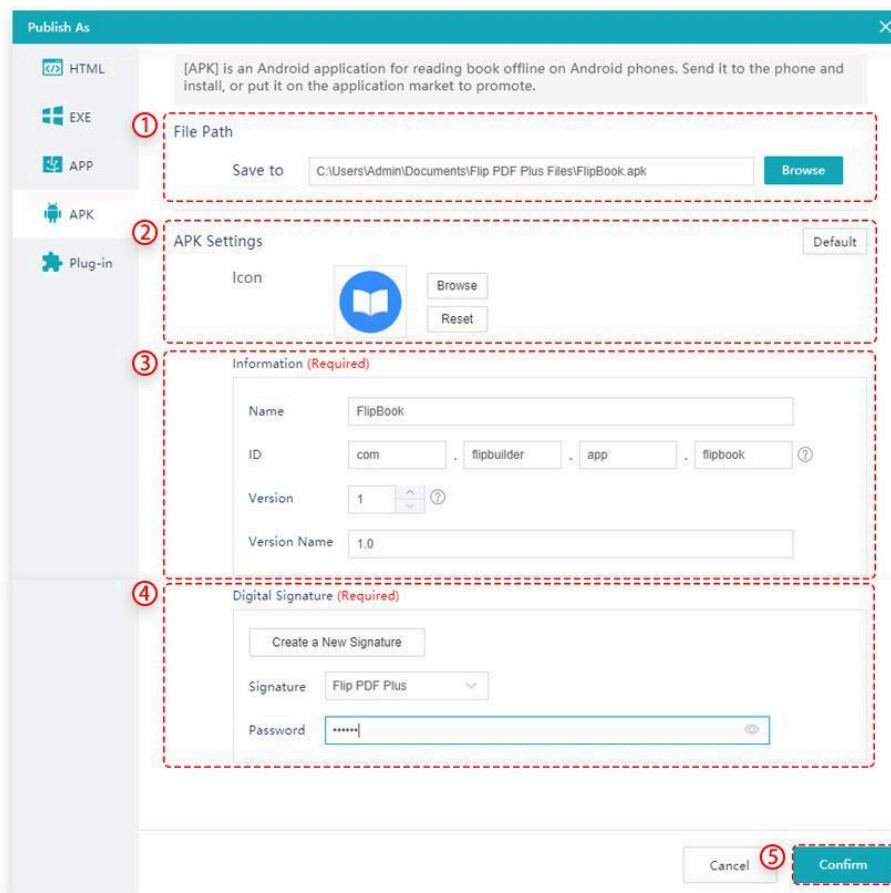 Publish As
HTML
EXE
APP
APK
Plug-in
[APK] is an Android application for reading book offline on Android phones. Send it to the phone and
install, or put it on the application market to promote.
① File Path
Save to C:\Users\Admin\Documents\Flip PDF Plus Files\FlipBook.apk Browse
② APK Settings Default
Icon Browse
Reset
③ Information (Required)
Name FlipBook
ID com . flipbuilder . app . flipbook ?
Version 1 ?
Version Name 1.0
④ Digital Signature (Required)
Create a New Signature
Signature Flip PDF Plus
Password ••••••
Cancel ⑤ Confirm